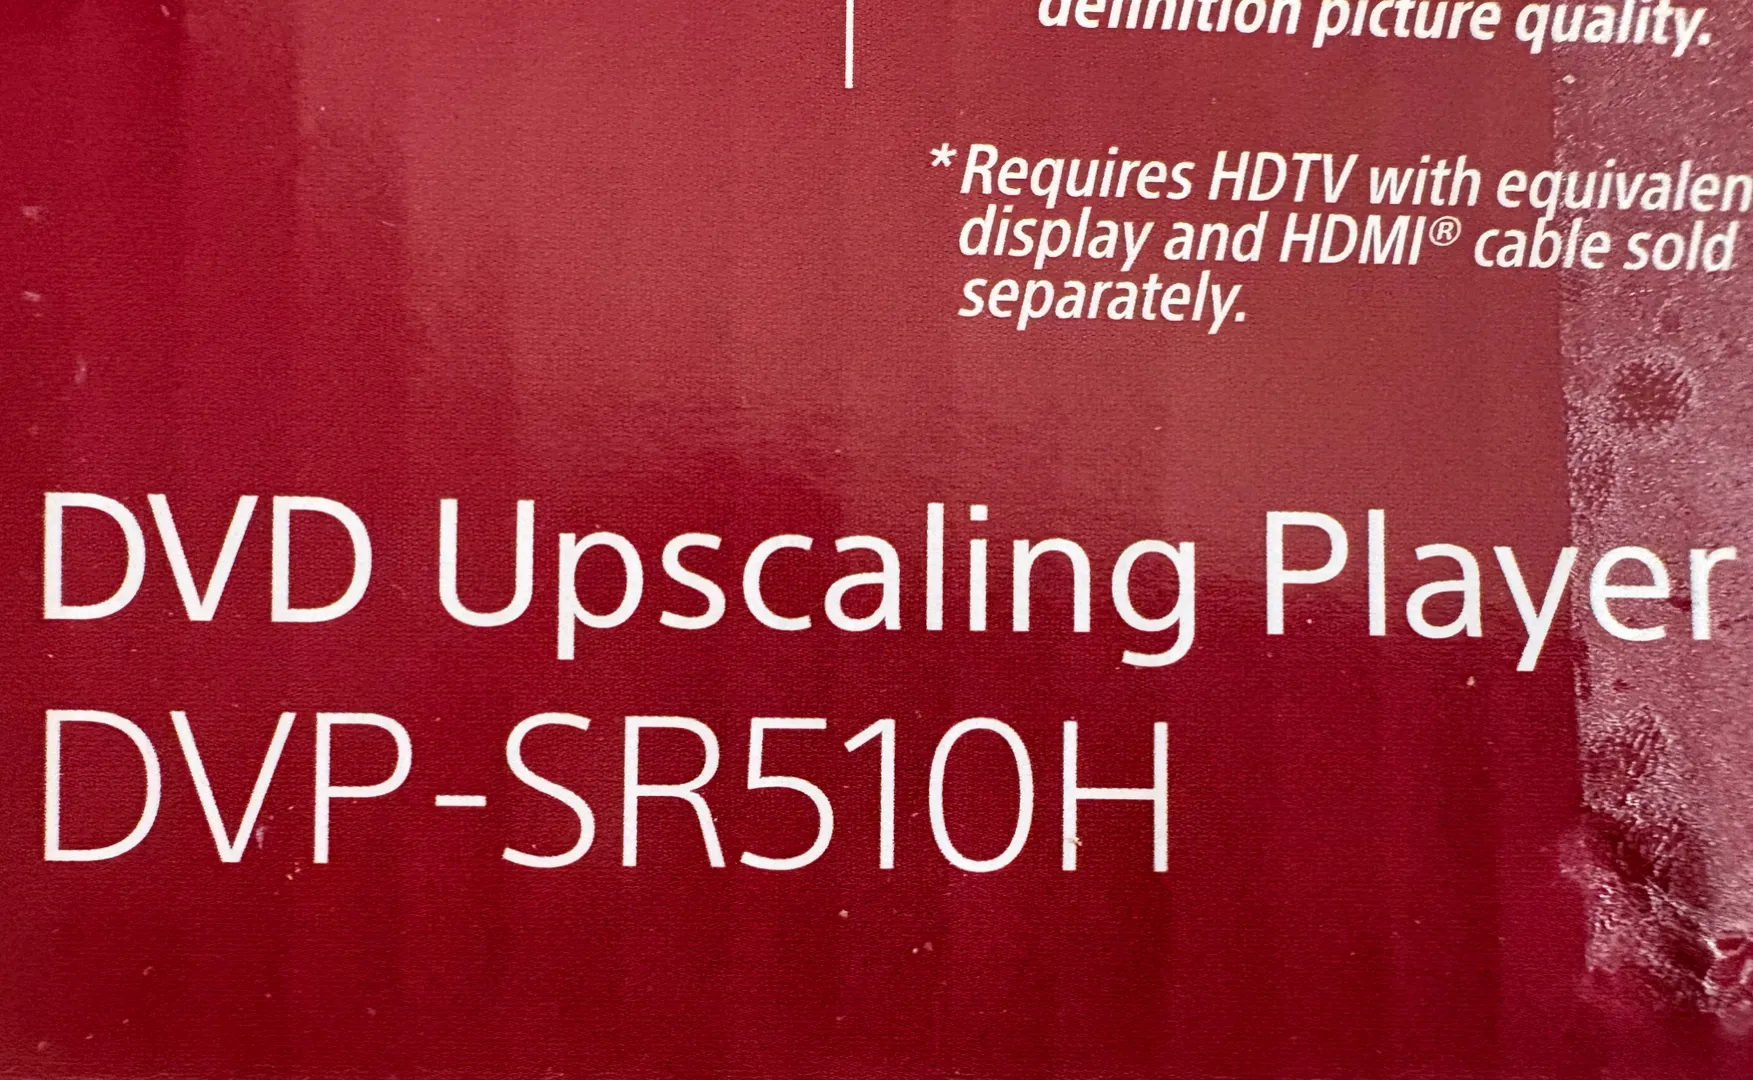 definition picture quality.
*Requires HDTV with equivalen
display and HDMI® cable sold
separately.
DVD Upscaling Player
DVP-SR510H